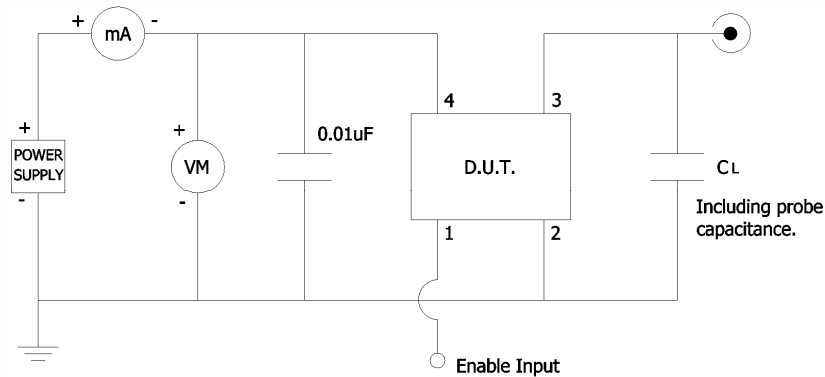 + mA -
4 3
+ + 0.01uF
POWER VM D.U.T. CL
SUPPLY
- - Including probe
1 2 capacitance.
Enable Input